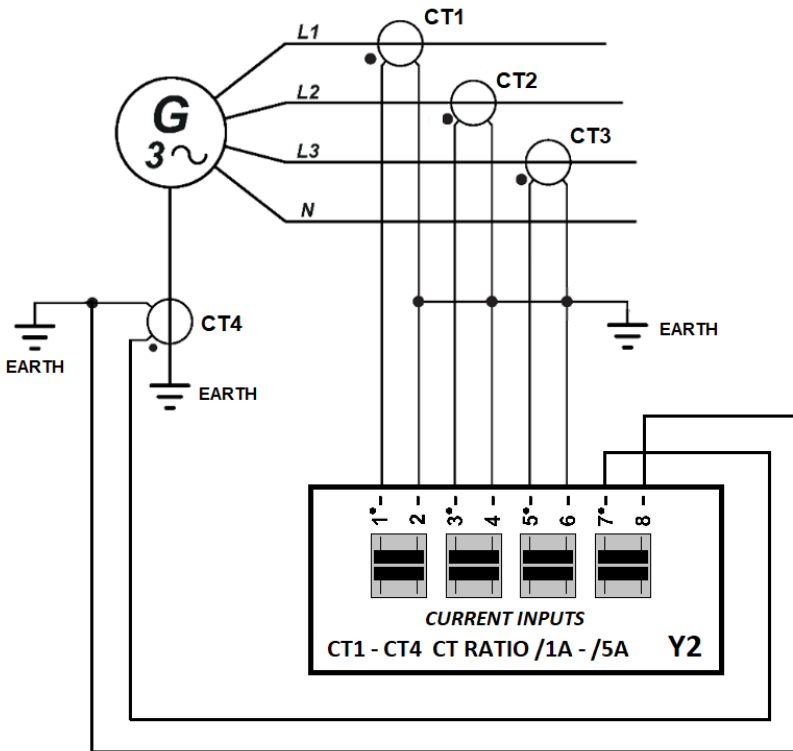 CT1
L1
CT2
L2
G
3
CT3
L3
N
CT4
EARTH
EARTH
EARTH
1 2 3 4 5 6 7 8
CURRENT INPUTS
CT1 - CT4 CT RATIO /1A - /5A Y2